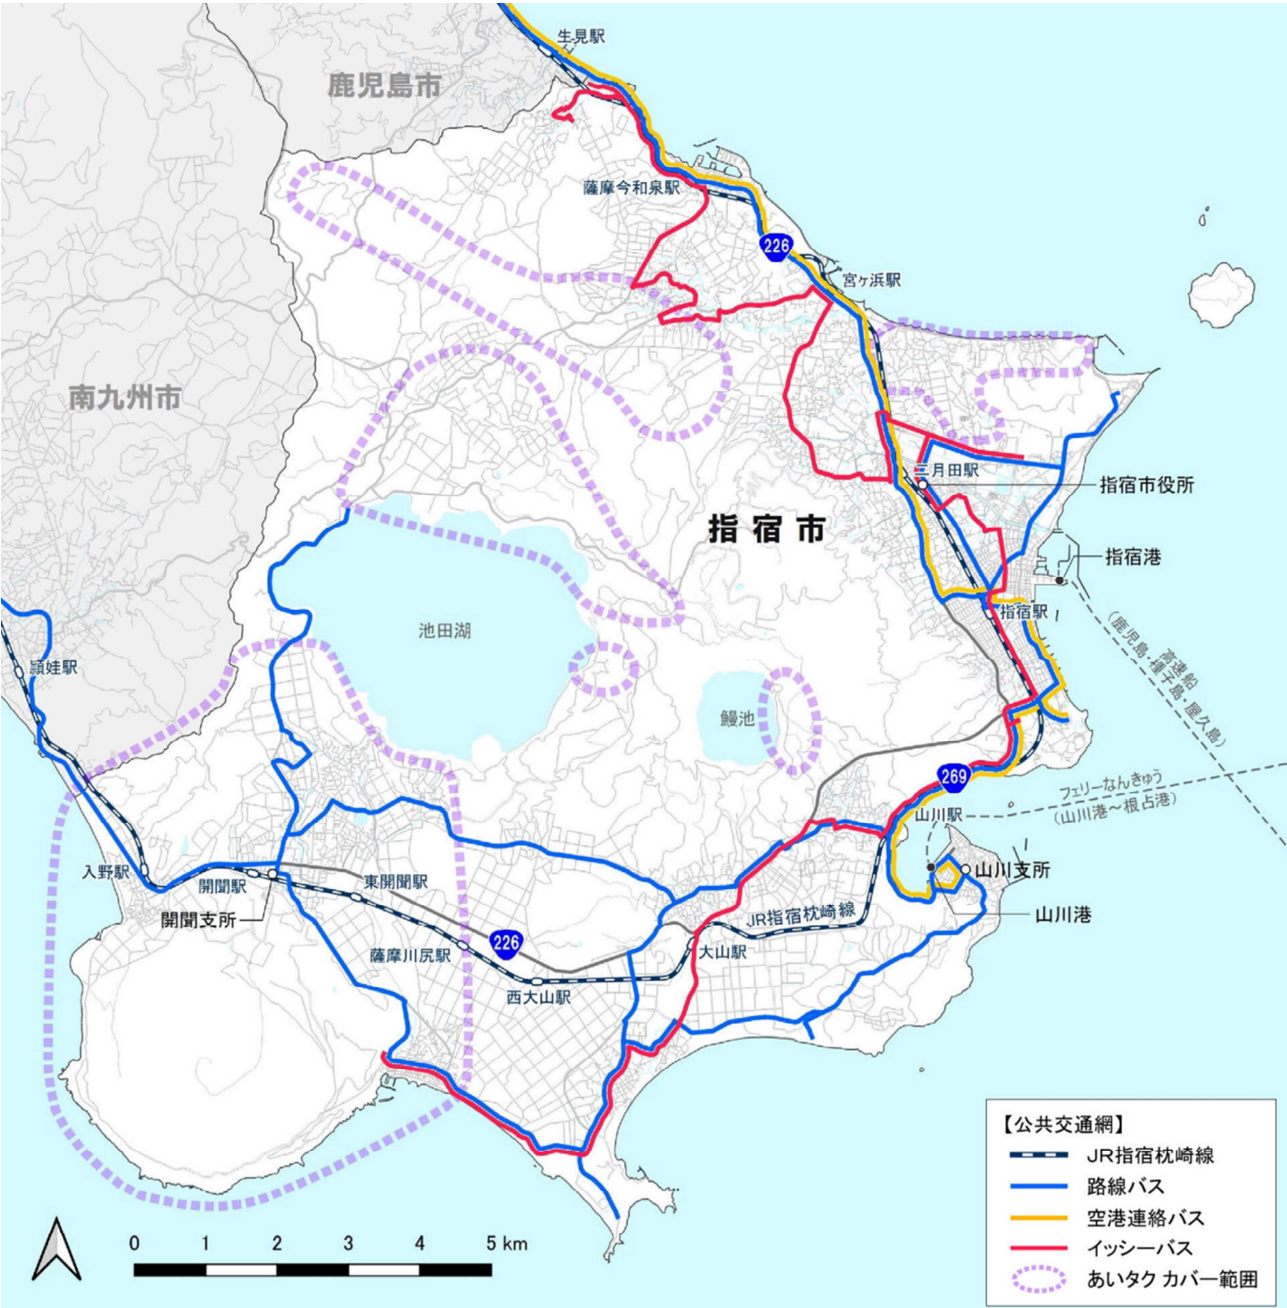 生見駅
鹿児島市
薩摩今和泉駅
226
宮ヶ浜駅
南九州市
二月田駅
指宿市役所
指宿市
指宿港
指宿駅
池田湖
高速船
(鹿児島・種子島・屋久島)
頴娃駅
鰻池
269
フェリーなんきゅう
(山川港～根占港)
山川駅
山川支所
入野駅
開聞駅
東開聞駅
開聞支所
JR指宿枕崎線
山川港
226
薩摩川尻駅
大山駅
西大山駅
【公共交通網】
JR指宿枕崎線
路線バス
空港連絡バス
イッシーバス
あいタク カバー範囲
0 1 2 3 4 5 km